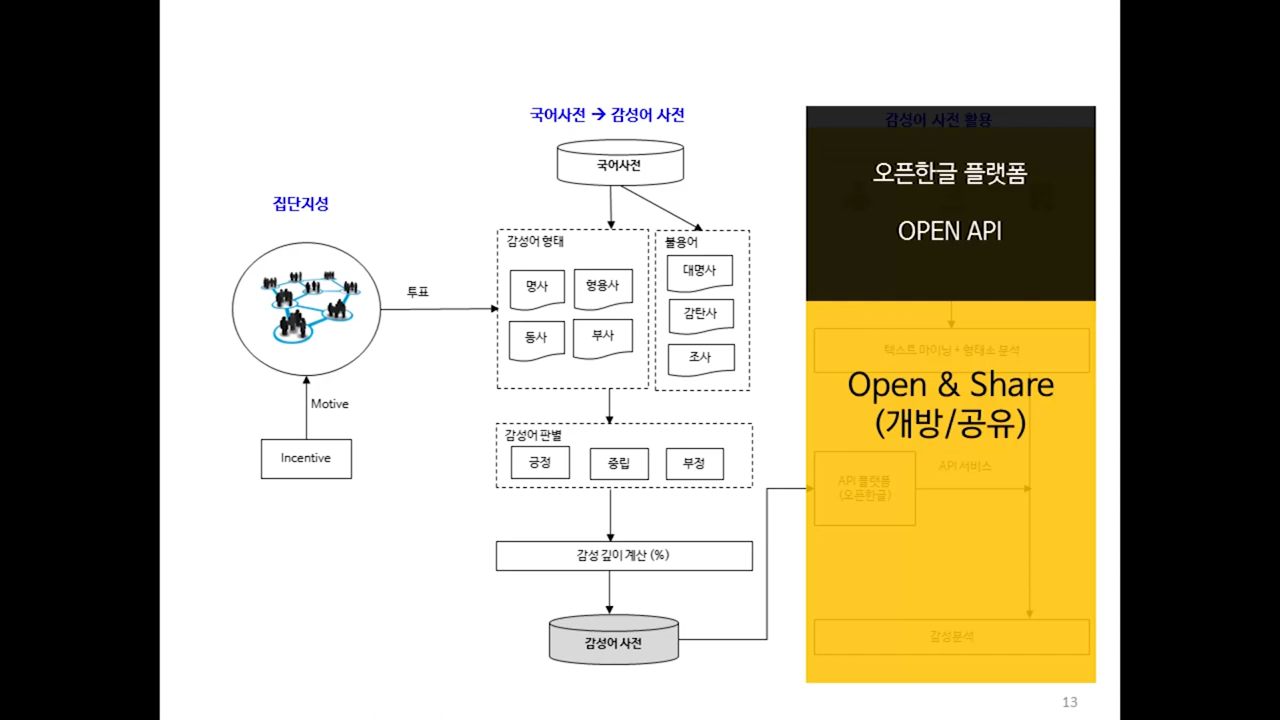 국어사전 → 감성어 사전
국어사전
집단지성
투표
Motive
Incentive
감성어 형태
명사
형용사
동사
부사
불용어
대명사
감탄사
조사
감성어 판별
긍정
중립
부정
감성 깊이 계산 (%)
감성어 사전
감성어 사전 활용
오픈한글 플랫폼
OPEN API
텍스트 마이닝 + 형태소 분석
Open & Share
(개방/공유)
API 플랫폼
(오픈한글)
API 서비스
감성분석
13